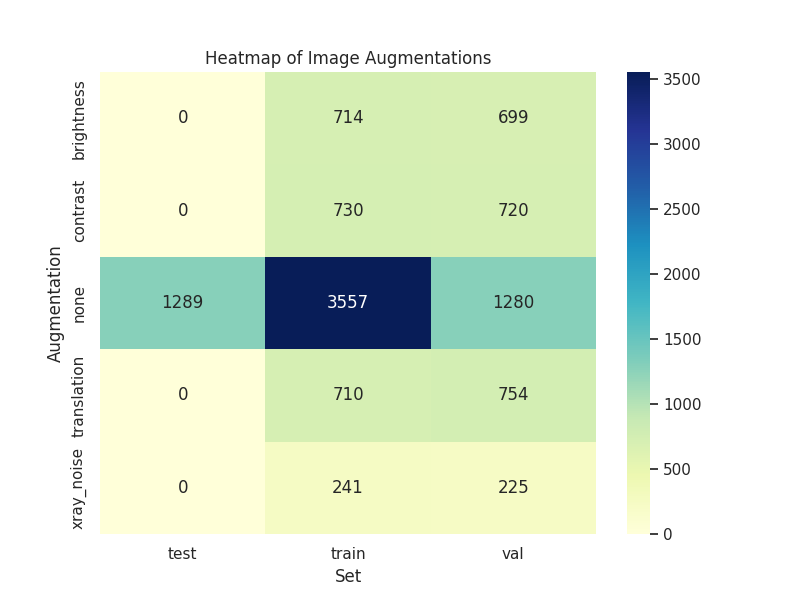 Heatmap of Image Augmentations
Augmentation
brightness
0 714 699
contrast
0 730 720
none
1289 3557 1280
translation
0 710 754
xray_noise
0 241 225
test train val
Set
3500
3000
2500
2000
1500
1000
500
0